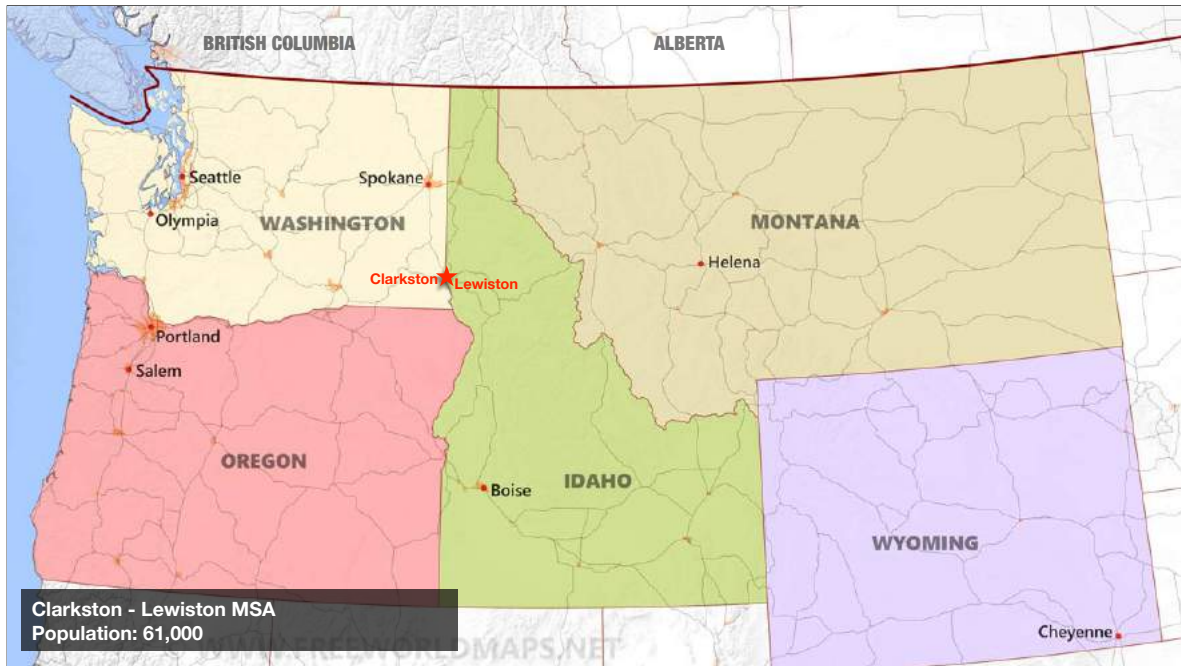 BRITISH COLUMBIA
ALBERTA
Seattle
Spokane
Olympia
WASHINGTON
MONTANA
Helena
Clarkston
Lewiston
Portland
Salem
OREGON
IDAHO
Boise
WYOMING
Clarkston - Lewiston MSA
Population: 61,000
© WWW.FREEWORLDMAPS.NET
Cheyenne